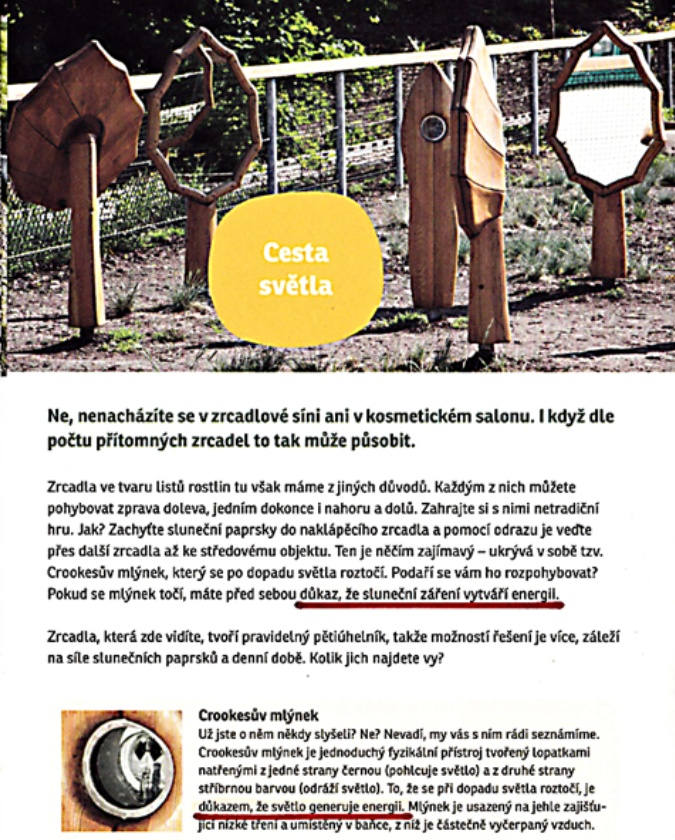 Cesta
světla
Ne, nenacházíte se v zrcadlové síni ani v kosmetickém salonu. I když dle
počtu přítomných zrcadel to tak může působit.
Zrcadla ve tvaru listů rostlin tu však máme z jiných důvodů. Každým z nich můžete
pohybovat zprava doleva, jedním dokonce i nahoru a dolů. Zahrajte si s nimi netradiční
hru. Jak? Zachyťte sluneční paprsky do naklápěcího zrcadla a pomocí odrazu je veďte
přes další zrcadla až ke středovému objektu. Ten je něčím zajímavý – ukrývá v sobě tzv.
Crookesův mlýnek, který se po dopadu světla roztočí. Podaří se vám ho rozpohybovat?
Pokud se mlýnek točí, máte před sebou důkaz, že sluneční záření vytváří energii.
Zrcadla, která zde vidíte, tvoří pravidelný pětiúhelník, takže možností řešení je více, záleží
na síle slunečních paprsků a denní době. Kolik jich najdete vy?
Crookesův mlýnek
Už jste o něm někdy slyšeli? Ne? Nevadí, my vás s ním rádi seznámíme.
Crookesův mlýnek je jednoduchý fyzikální přístroj tvořený lopatkami
natřenými z jedné strany černou (pohlcuje světlo) a z druhé strany
stříbrnou barvou (odráží světlo). To, že se při dopadu světla roztočí, je
důkazem, že světlo generuje energii. Mlýnek je usazený na jehle zajišťu-
jící nízké tření a umístěný v baňce, z níž je částečně vyčerpaný vzduch.